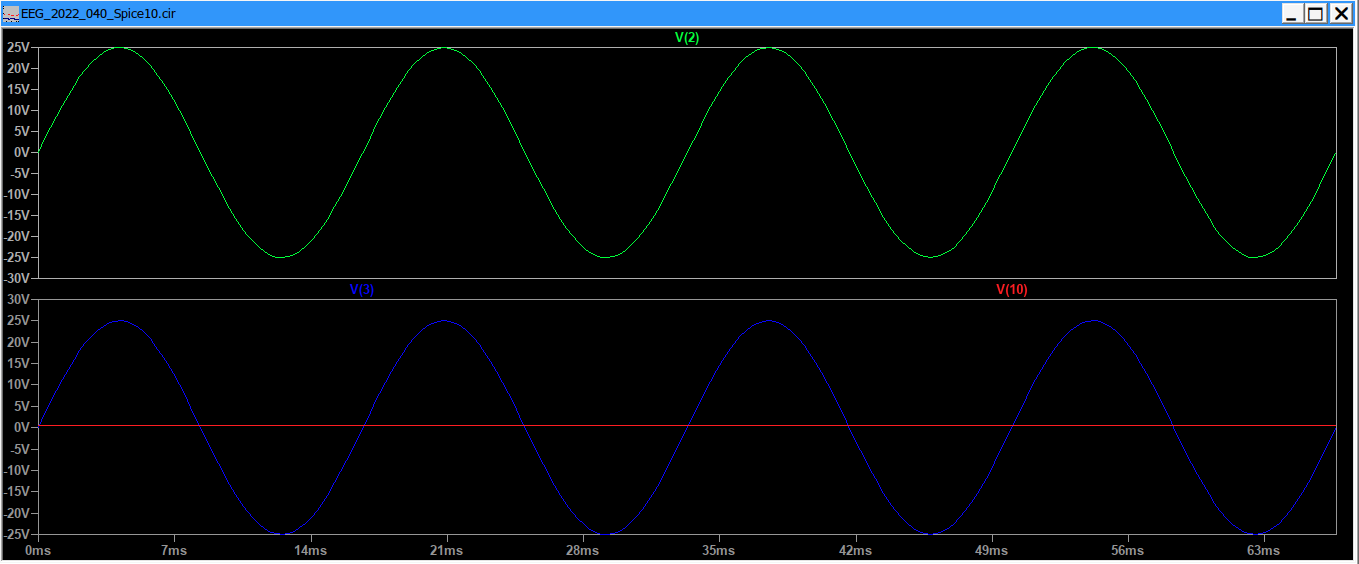 EEG_2022_040_Spice10.cir
V(2)
25V
20V
15V
10V
5V
0V
-5V
-10V
-15V
-20V
-25V
-30V
V(3) V(10)
30V
25V
20V
15V
10V
5V
0V
-5V
-10V
-15V
-20V
-25V
0ms 7ms 14ms 21ms 28ms 35ms 42ms 49ms 56ms 63ms